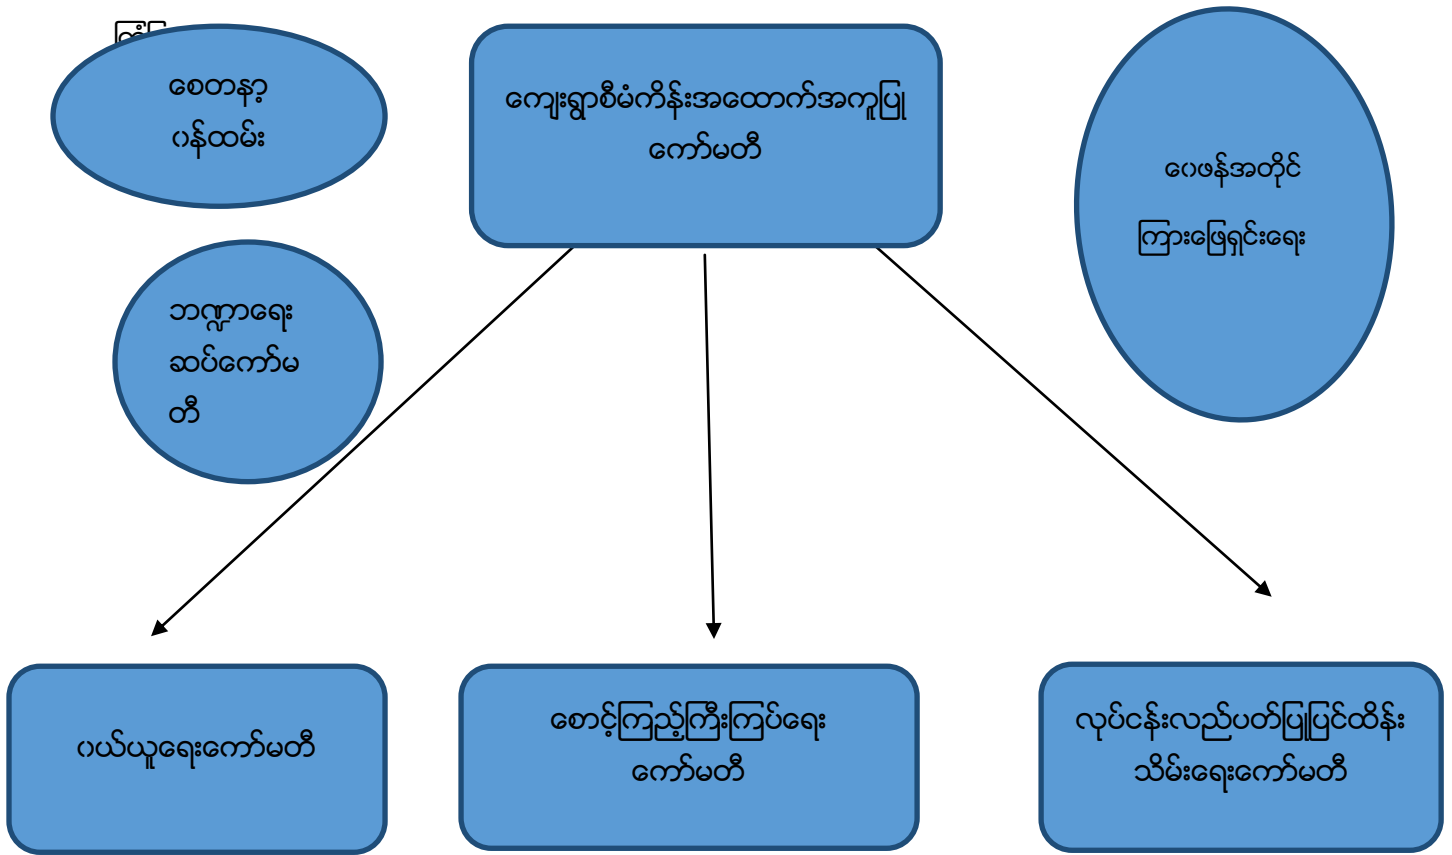 စေတနာ့
ဝန်ထမ်း
ကျေးရွာစီမံကိန်းအထောက်အကူပြု
ကော်မတီ
ဝေဖန်အတိုင်
ကြားဖြေရှင်းရေး
ဘဏ္ဍာရေး
ဆပ်ကော်မ
တီ
ဝယ်ယူရေးကော်မတီ
စောင့်ကြည့်ကြီးကြပ်ရေး
ကော်မတီ
လုပ်ငန်းလည်ပတ်ပြုပြင်ထိန်း
သိမ်းရေးကော်မတီ